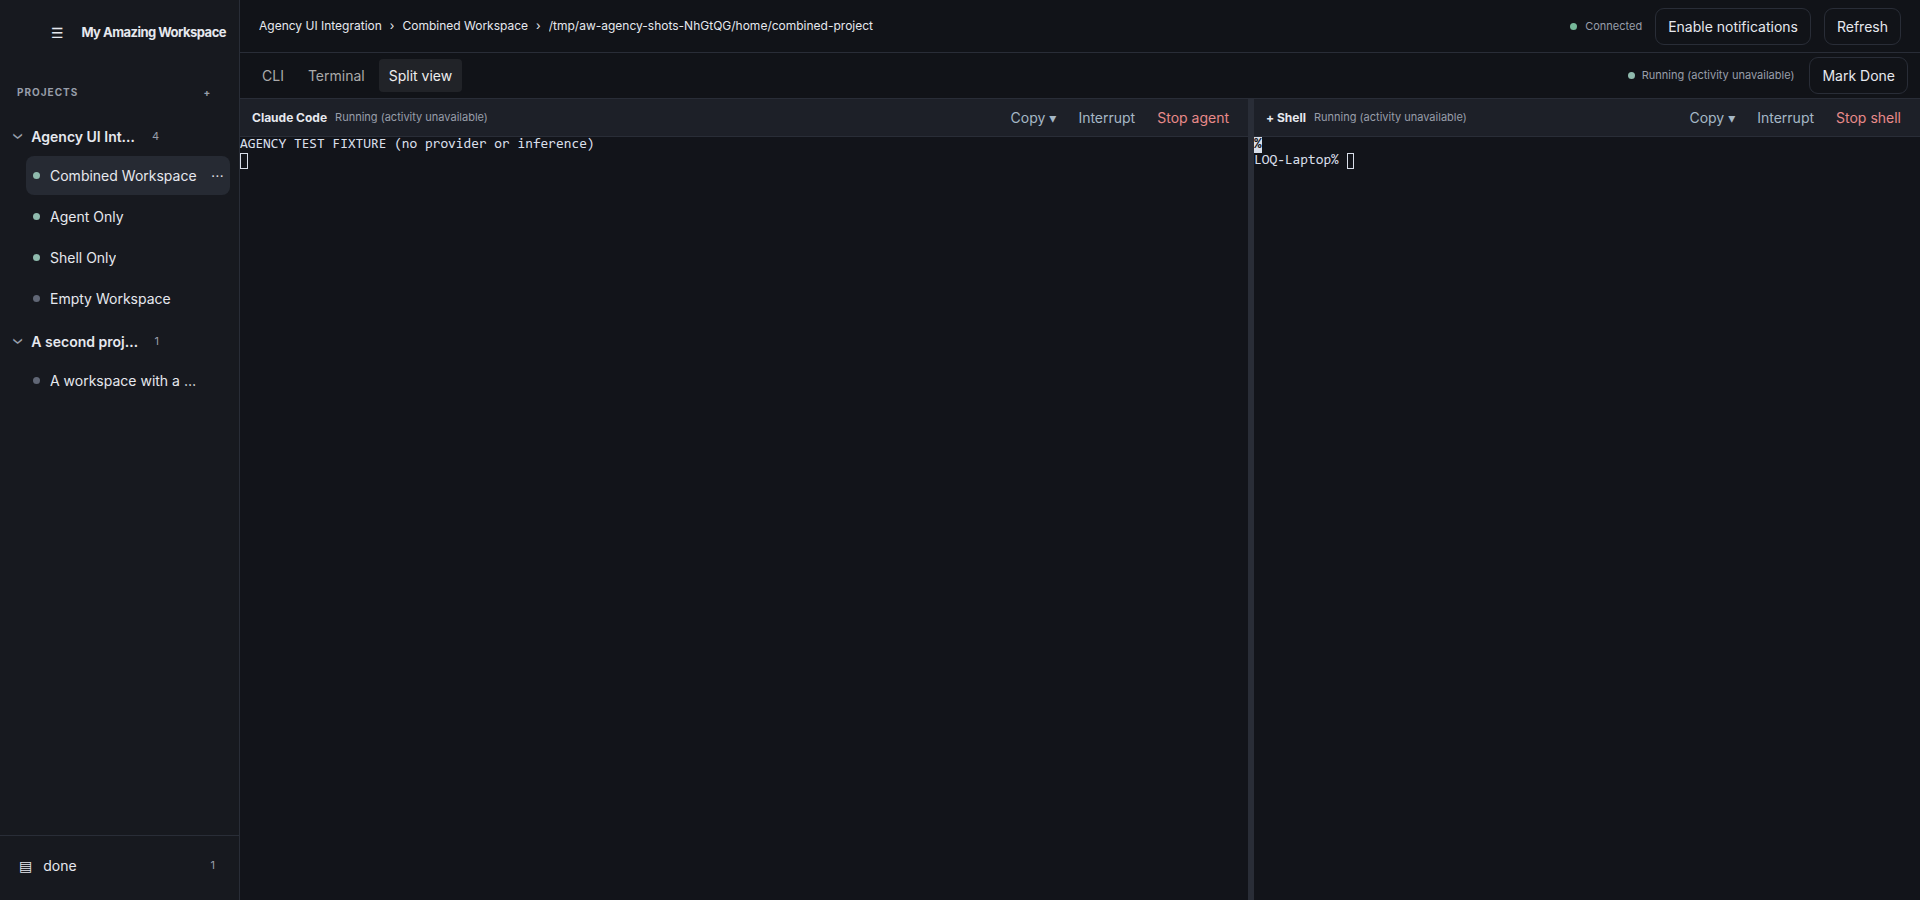 ☰ My Amazing Workspace
PROJECTS +
Agency UI Int... 4
Combined Workspace ...
Agent Only
Shell Only
Empty Workspace
A second proj... 1
A workspace with a ...
done 1
Agency UI Integration › Combined Workspace › /tmp/aw-agency-shots-NhGtQG/home/combined-project
Connected Enable notifications Refresh
CLI Terminal Split view
Running (activity unavailable) Mark Done
Claude Code Running (activity unavailable) Copy ▾ Interrupt Stop agent
AGENCY TEST FIXTURE (no provider or inference)
+ Shell Running (activity unavailable) Copy ▾ Interrupt Stop shell
%
LOQ-Laptop%